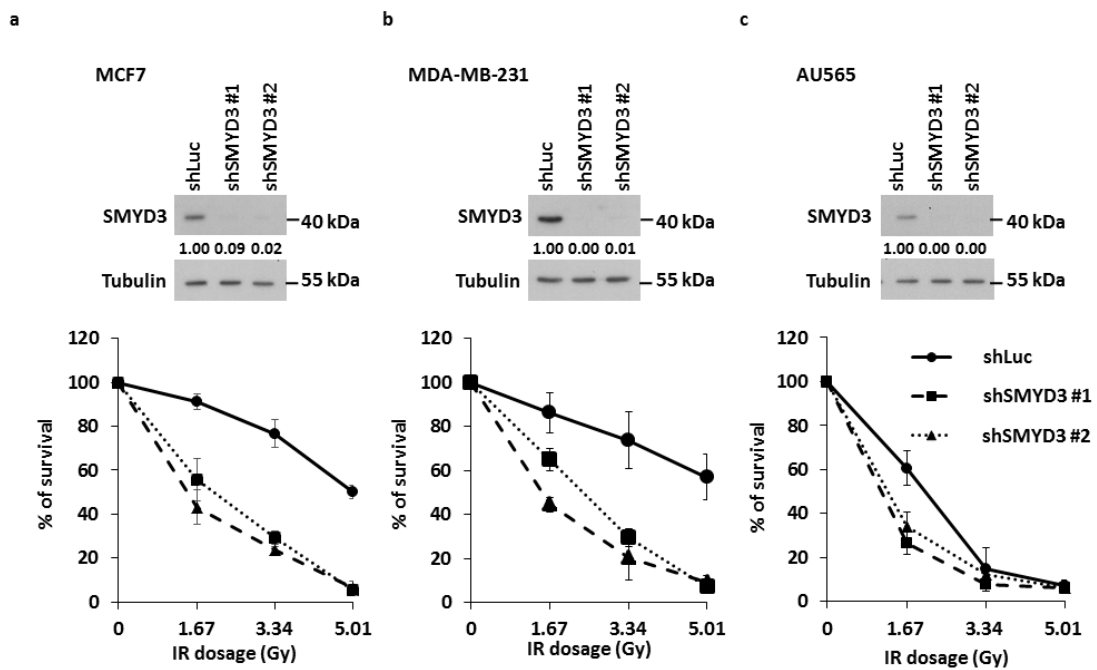 a
b
c
MCF7
MDA-MB-231
AU565
shLuc
shSMYD3 #1
shSMYD3 #2
shLuc
shSMYD3 #1
shSMYD3 #2
shLuc
shSMYD3 #1
shSMYD3 #2
SMYD3
40 kDa
1.00 0.09 0.02
Tubulin
55 kDa
SMYD3
40 kDa
1.00 0.00 0.01
Tubulin
55 kDa
SMYD3
40 kDa
1.00 0.00 0.00
Tubulin
55 kDa
% of survival
120
100
80
60
40
20
0
0 1.67 3.34 5.01
IR dosage (Gy)
% of survival
120
100
80
60
40
20
0
0 1.67 3.34 5.01
IR dosage (Gy)
% of survival
120
100
80
60
40
20
0
0 1.67 3.34 5.01
IR dosage (Gy)
shLuc
shSMYD3 #1
shSMYD3 #2